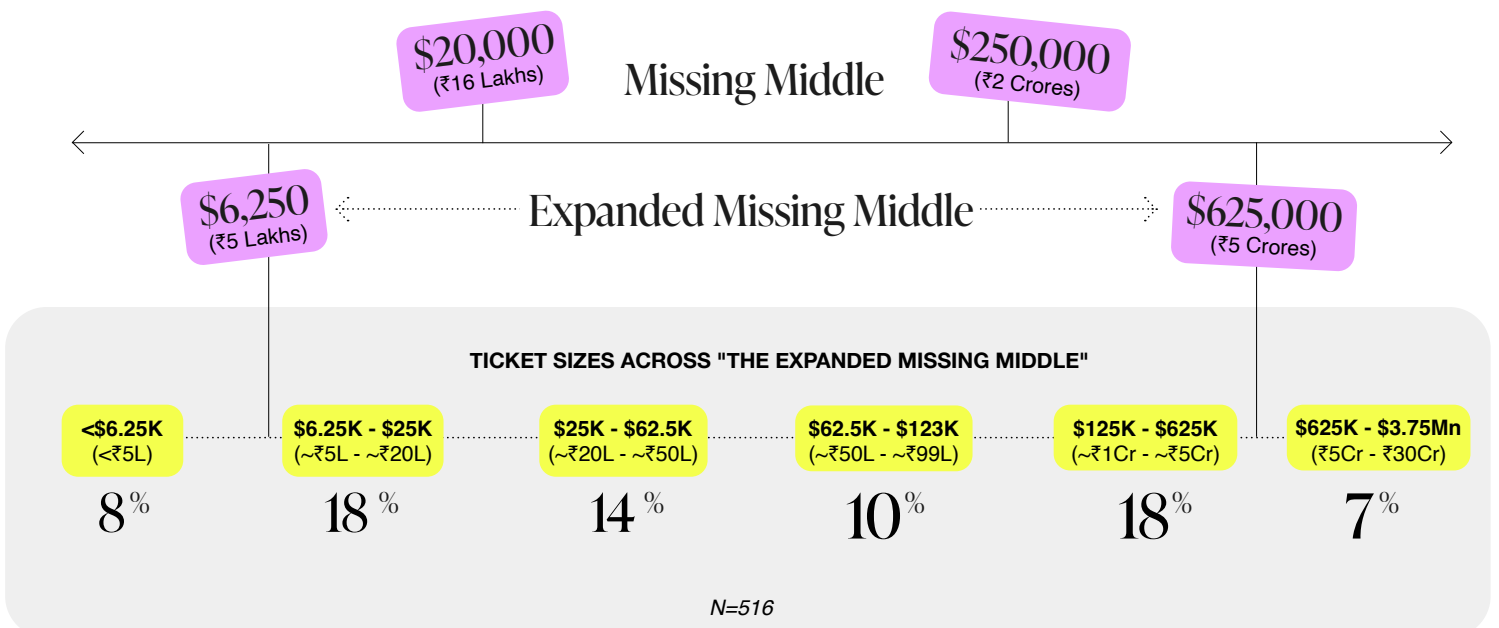 $20,000
(₹16 Lakhs)
Missing Middle
$250,000
(₹2 Crores)
$6,250
(₹5 Lakhs)
Expanded Missing Middle
$625,000
(₹5 Crores)
TICKET SIZES ACROSS "THE EXPANDED MISSING MIDDLE"
<$6.25K
(<₹5L)
8%
$6.25K - $25K
(~₹5L - ~₹20L)
18 %
$25K - $62.5K
(~₹20L - ~₹50L)
14 %
$62.5K - $123K
(~₹50L - ~₹99L)
10%
$125K - $625K
(~₹1Cr - ~₹5Cr)
18%
$625K - $3.75Mn
(₹5Cr - ₹30Cr)
7%
N=516